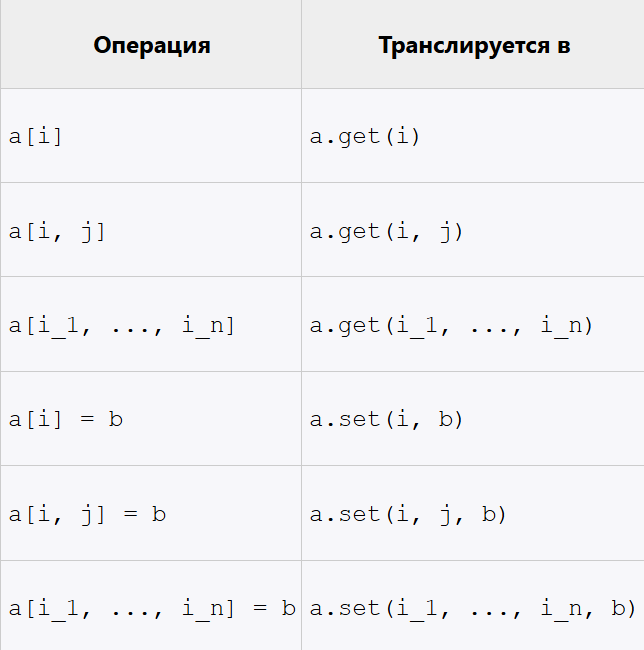 Операция Транслируется в
a[i] a.get(i)
a[i, j] a.get(i, j)
a[i_1, ..., i_n] a.get(i_1, ..., i_n)
a[i] = b a.set(i, b)
a[i, j] = b a.set(i, j, b)
a[i_1, ..., i_n] = b a.set(i_1, ..., i_n, b)